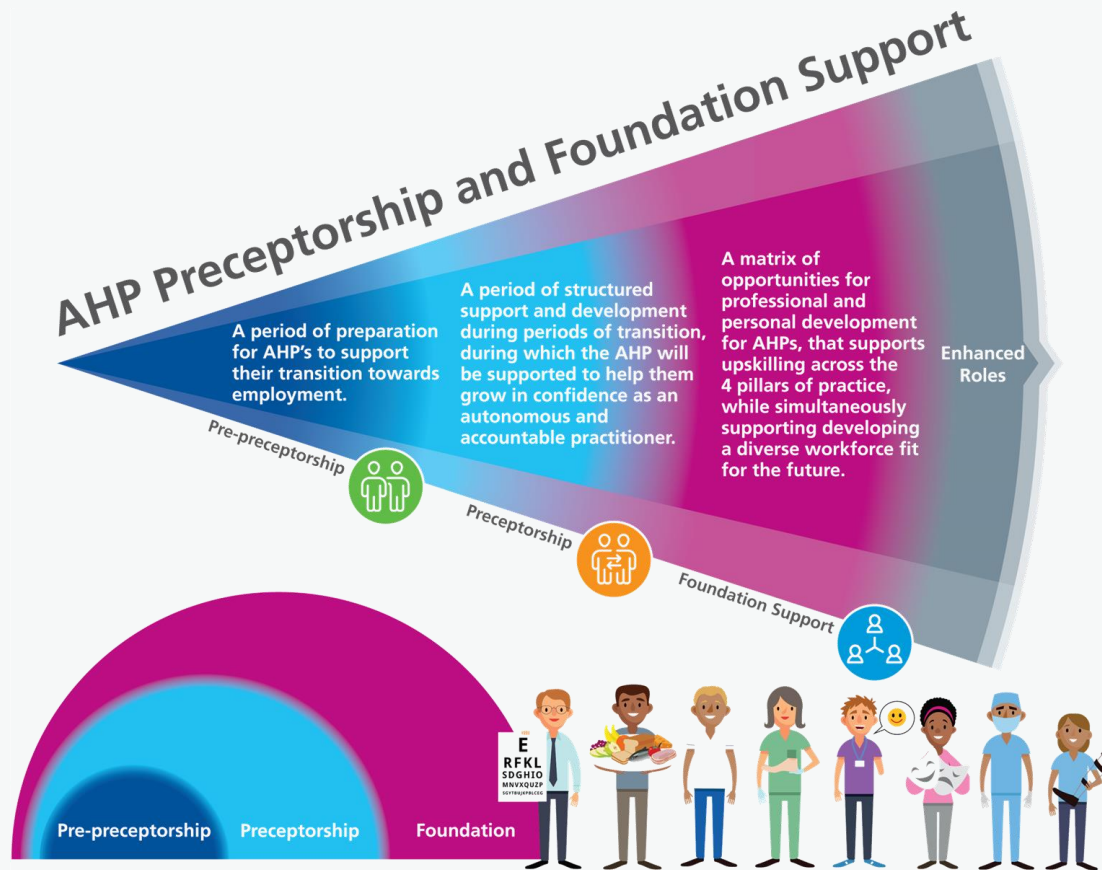 AHP Preceptorship and Foundation Support
A period of preparation
for AHP's to support
their transition towards
employment.
A period of structured
support and development
during periods of transition,
during which the AHP will
be supported to help them
grow in confidence as an
autonomous and
accountable practitioner.
A matrix of
opportunities for
professional and
personal development
for AHPs, that supports
upskilling across the
4 pillars of practice,
while simultaneously
supporting developing
a diverse workforce fit
for the future.
Enhanced
Roles
Pre-preceptorship
Preceptorship
Foundation Support
Pre-preceptorship
Preceptorship
Foundation
E
RFKL
SDGHIO
MNVXQUZP